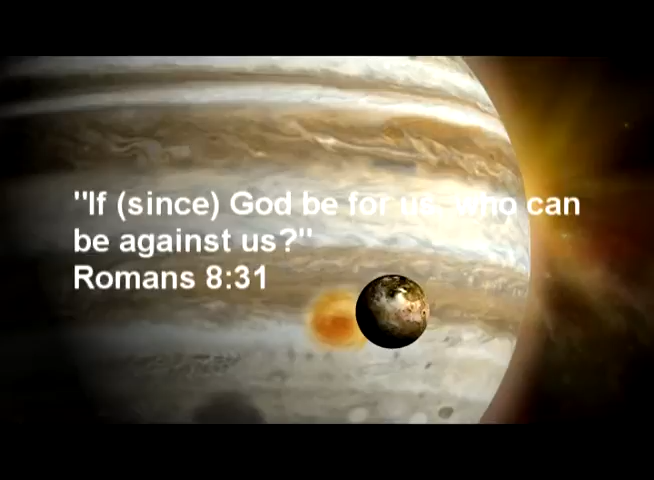 "If (since) God be for us, who can
be against us?"
Romans 8:31